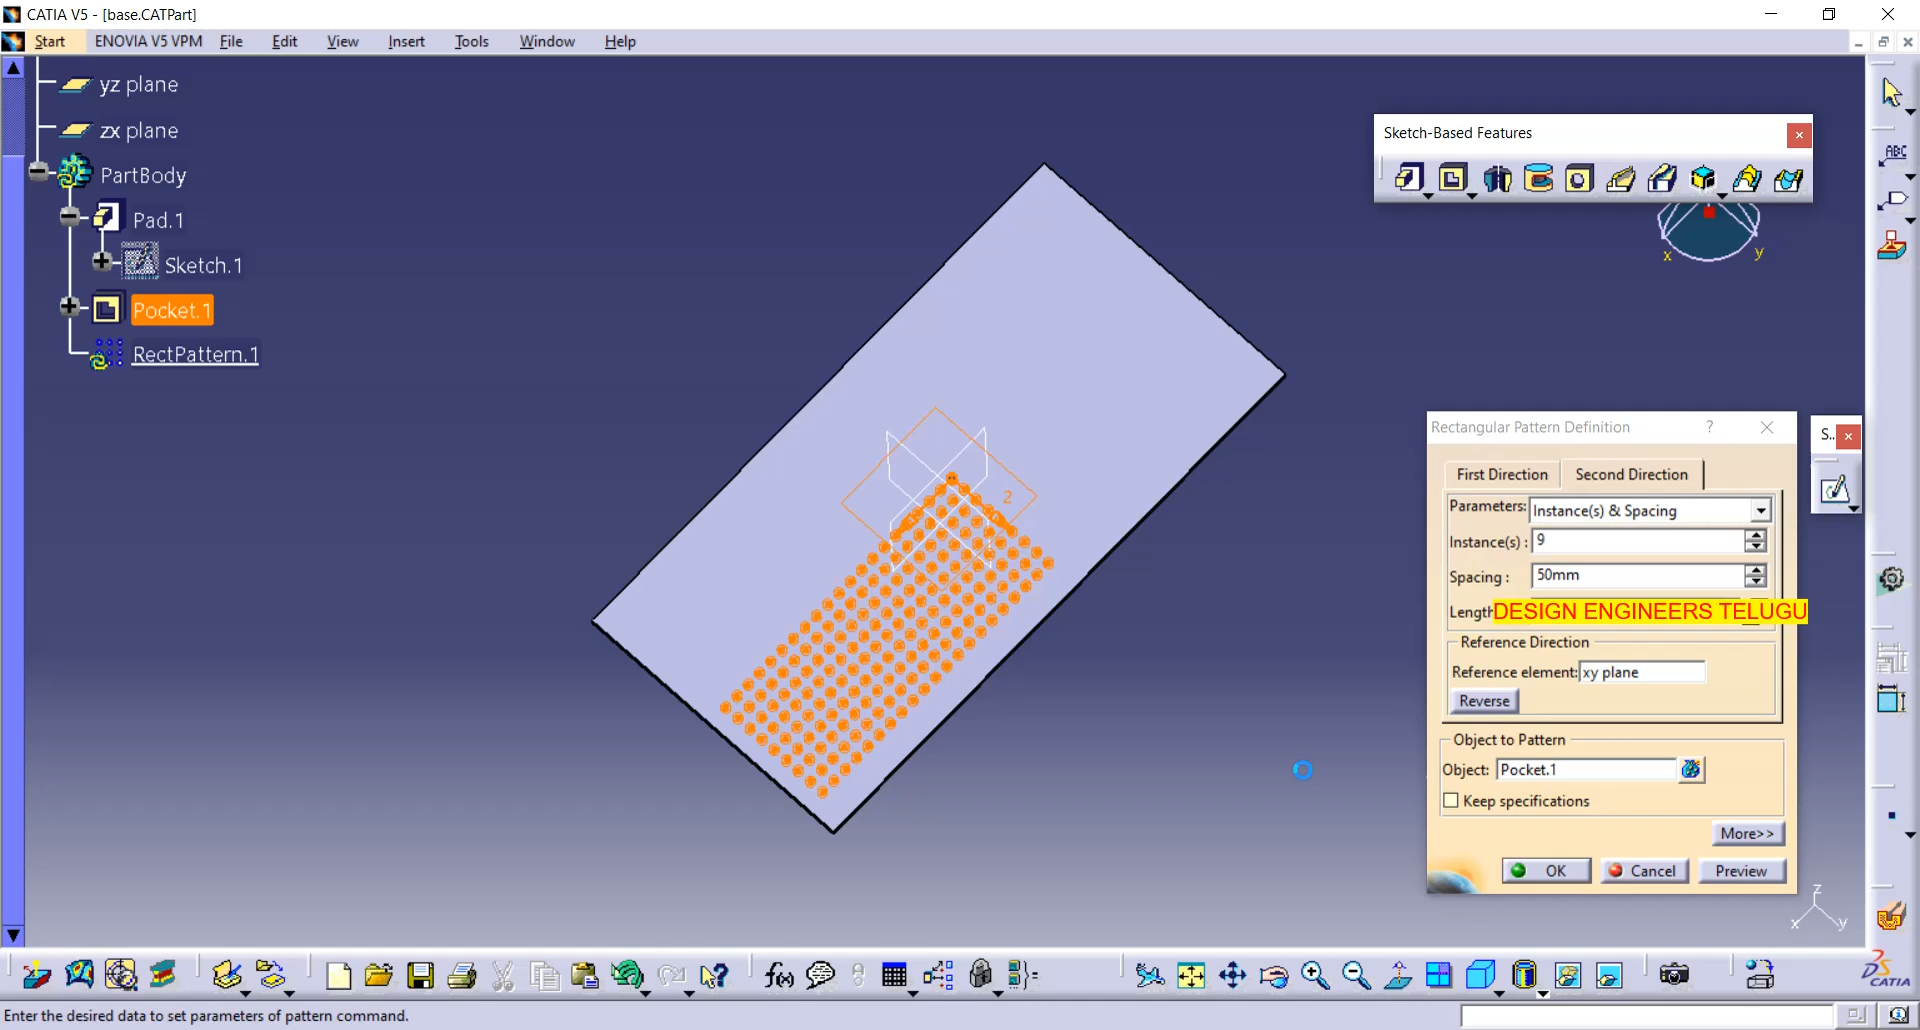 CATIA V5 - [base.CATPart]
Start ENOVIA V5 VPM File Edit View Insert Tools Window Help
yz plane
zx plane
PartBody
Pad.1
Sketch.1
Pocket.1
RectPattern.1
Sketch-Based Features
x y
2
Rectangular Pattern Definition ?
S..
First Direction Second Direction
Parameters: Instance(s) & Spacing
Instance(s) : 9
Spacing : 50mm
Length DESIGN ENGINEERS TELUGU
Reference Direction
Reference element: xy plane
Reverse
Object to Pattern
Object: Pocket.1
Keep specifications
More>>
OK Cancel Preview
z
x y
ABC
f(x)
CATIA
Enter the desired data to set parameters of pattern command.